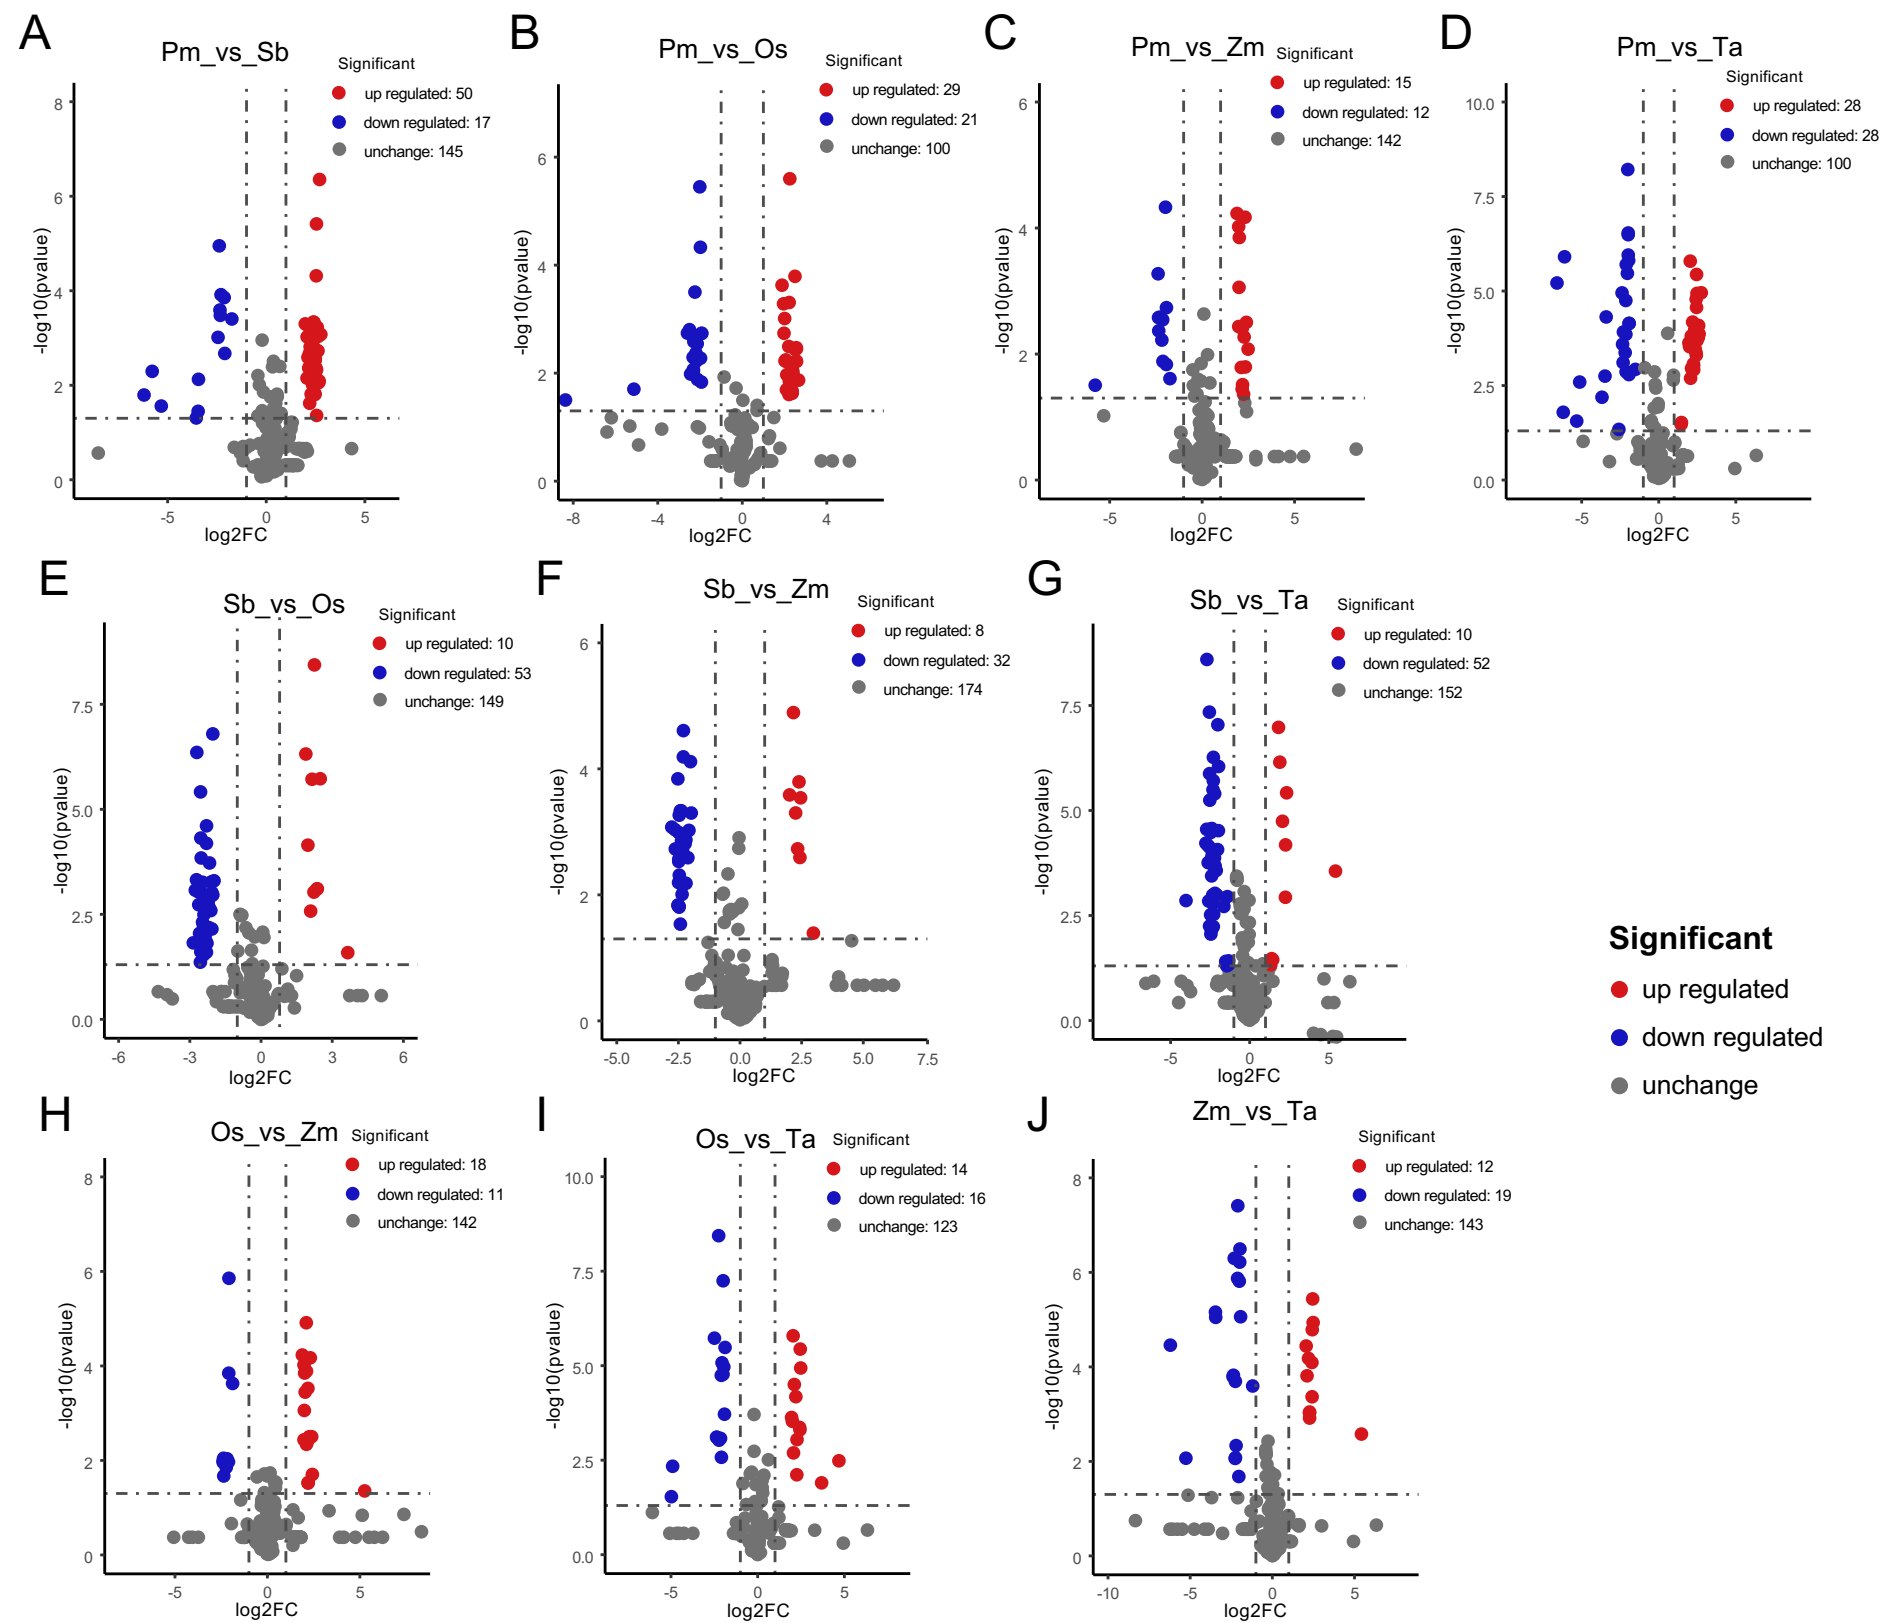 A
Pm_vs_Sb
Significant
up regulated: 50
down regulated: 17
unchange: 145
8
6
4
2
0
-log10(pvalue)
-5
0
5
log2FC
B
Pm_vs_Os
Significant
up regulated: 29
down regulated: 21
unchange: 100
6
4
2
0
-log10(pvalue)
-8
-4
0
4
log2FC
C
Pm_vs_Zm
Significant
up regulated: 15
down regulated: 12
unchange: 142
6
4
2
0
-log10(pvalue)
-5
0
5
log2FC
D
Pm_vs_Ta
Significant
up regulated: 28
down regulated: 28
unchange: 100
10.0
7.5
5.0
2.5
0.0
-log10(pvalue)
-5
0
5
log2FC
E
Sb_vs_Os
Significant
up regulated: 10
down regulated: 53
unchange: 149
7.5
5.0
2.5
0.0
-log10(pvalue)
-6
-3
0
3
6
log2FC
F
Sb_vs_Zm
Significant
up regulated: 8
down regulated: 32
unchange: 174
6
4
2
0
-log10(pvalue)
-5.0
-2.5
0.0
2.5
5.0
7.5
log2FC
G
Sb_vs_Ta
Significant
up regulated: 10
down regulated: 52
unchange: 152
7.5
5.0
2.5
0.0
-log10(pvalue)
-5
0
5
log2FC
Significant
up regulated
down regulated
unchange
H
Os_vs_Zm
Significant
up regulated: 18
down regulated: 11
unchange: 142
8
6
4
2
0
-log10(pvalue)
-5
0
5
log2FC
I
Os_vs_Ta
Significant
up regulated: 14
down regulated: 16
unchange: 123
10.0
7.5
5.0
2.5
0.0
-log10(pvalue)
-5
0
5
log2FC
J
Zm_vs_Ta
Significant
up regulated: 12
down regulated: 19
unchange: 143
8
6
4
2
0
-log10(pvalue)
-10
-5
0
5
log2FC